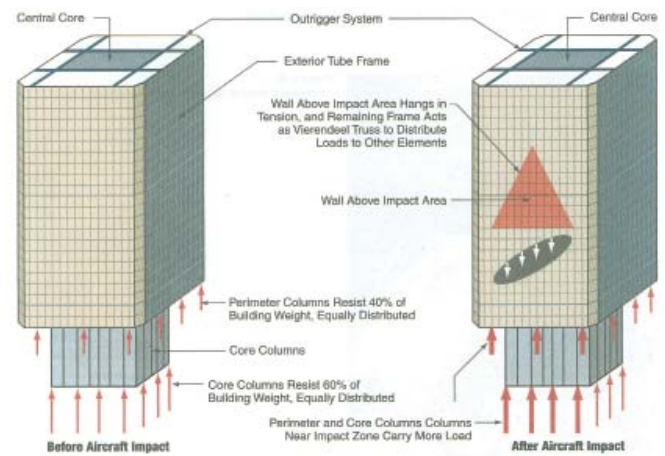 Central Core
Outrigger System
Central Core
Exterior Tube Frame
Wall Above Impact Area Hangs in
Tension, and Remaining Frame Acts
as Vierendeel Truss to Distribute
Loads to Other Elements
Wall Above Impact Area
Perimeter Columns Resist 40% of
Building Weight, Equally Distributed
Core Columns
Core Columns Resist 60% of
Building Weight, Equally Distributed
Perimeter and Core Columns Columns
Near Impact Zone Carry More Load
Before Aircraft Impact
After Aircraft Impact